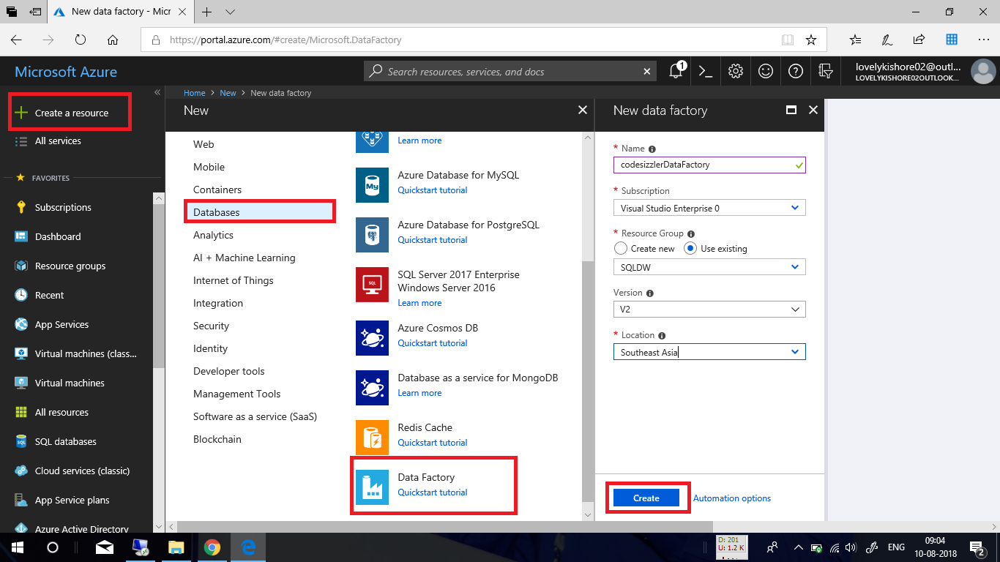 New data factory - Micr
https://portal.azure.com/#create/Microsoft.DataFactory
Microsoft Azure
Search resources, services, and docs
1
lovelykishore02@outl...
LOVELYKISHORE02OUTLOOK...
Create a resource
All services
FAVORITES
Subscriptions
Dashboard
Resource groups
Recent
App Services
Virtual machines (class...
Virtual machines
All resources
SQL databases
Cloud services (classic)
App Service plans
Azure Active Directory
Home > New > New data factory
New
Web
Mobile
Containers
Databases
Analytics
AI + Machine Learning
Internet of Things
Integration
Security
Identity
Developer tools
Management Tools
Software as a service (SaaS)
Blockchain
Learn more
My
Azure Database for MySQL
Quickstart tutorial
Azure Database for PostgreSQL
Quickstart tutorial
SQL
SQL Server 2017 Enterprise
Windows Server 2016
Learn more
Azure Cosmos DB
Quickstart tutorial
Database as a service for MongoDB
Learn more
Redis Cache
Quickstart tutorial
Data Factory
Quickstart tutorial
New data factory
* Name
codesizzlerDataFactory
* Subscription
Visual Studio Enterprise 0
* Resource Group
Create new Use existing
SQLDW
Version
V2
* Location
Southeast Asia
Create Automation options
D: 201
U: 1.2 K
ENG
09:04
10-08-2018
2